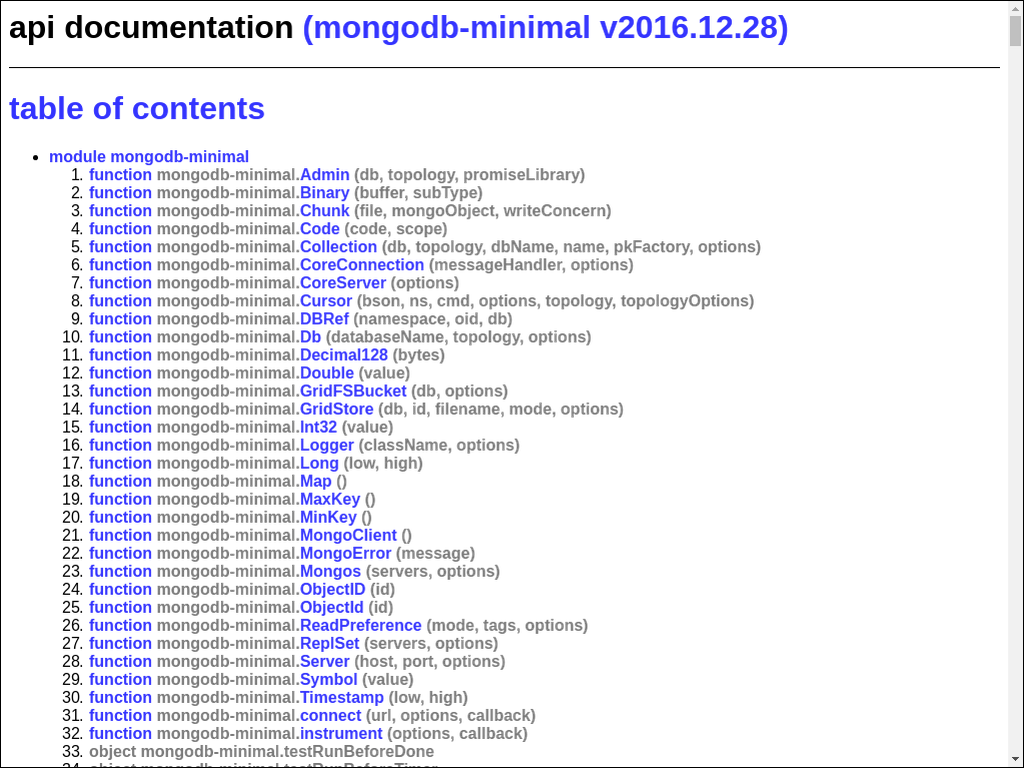 api documentation (mongodb-minimal v2016.12.28)
table of contents
• module mongodb-minimal
1. function mongodb-minimal.Admin (db, topology, promiseLibrary)
2. function mongodb-minimal.Binary (buffer, subType)
3. function mongodb-minimal.Chunk (file, mongoObject, writeConcern)
4. function mongodb-minimal.Code (code, scope)
5. function mongodb-minimal.Collection (db, topology, dbName, name, pkFactory, options)
6. function mongodb-minimal.CoreConnection (messageHandler, options)
7. function mongodb-minimal.CoreServer (options)
8. function mongodb-minimal.Cursor (bson, ns, cmd, options, topology, topologyOptions)
9. function mongodb-minimal.DBRef (namespace, oid, db)
10. function mongodb-minimal.Db (databaseName, topology, options)
11. function mongodb-minimal.Decimal128 (bytes)
12. function mongodb-minimal.Double (value)
13. function mongodb-minimal.GridFSBucket (db, options)
14. function mongodb-minimal.GridStore (db, id, filename, mode, options)
15. function mongodb-minimal.Int32 (value)
16. function mongodb-minimal.Logger (className, options)
17. function mongodb-minimal.Long (low, high)
18. function mongodb-minimal.Map ()
19. function mongodb-minimal.MaxKey ()
20. function mongodb-minimal.MinKey ()
21. function mongodb-minimal.MongoClient ()
22. function mongodb-minimal.MongoError (message)
23. function mongodb-minimal.Mongos (servers, options)
24. function mongodb-minimal.ObjectID (id)
25. function mongodb-minimal.ObjectId (id)
26. function mongodb-minimal.ReadPreference (mode, tags, options)
27. function mongodb-minimal.ReplSet (servers, options)
28. function mongodb-minimal.Server (host, port, options)
29. function mongodb-minimal.Symbol (value)
30. function mongodb-minimal.Timestamp (low, high)
31. function mongodb-minimal.connect (url, options, callback)
32. function mongodb-minimal.instrument (options, callback)
33. object mongodb-minimal.testRunBeforeDone
34. object mongodb-minimal.testRunBeforeTimer